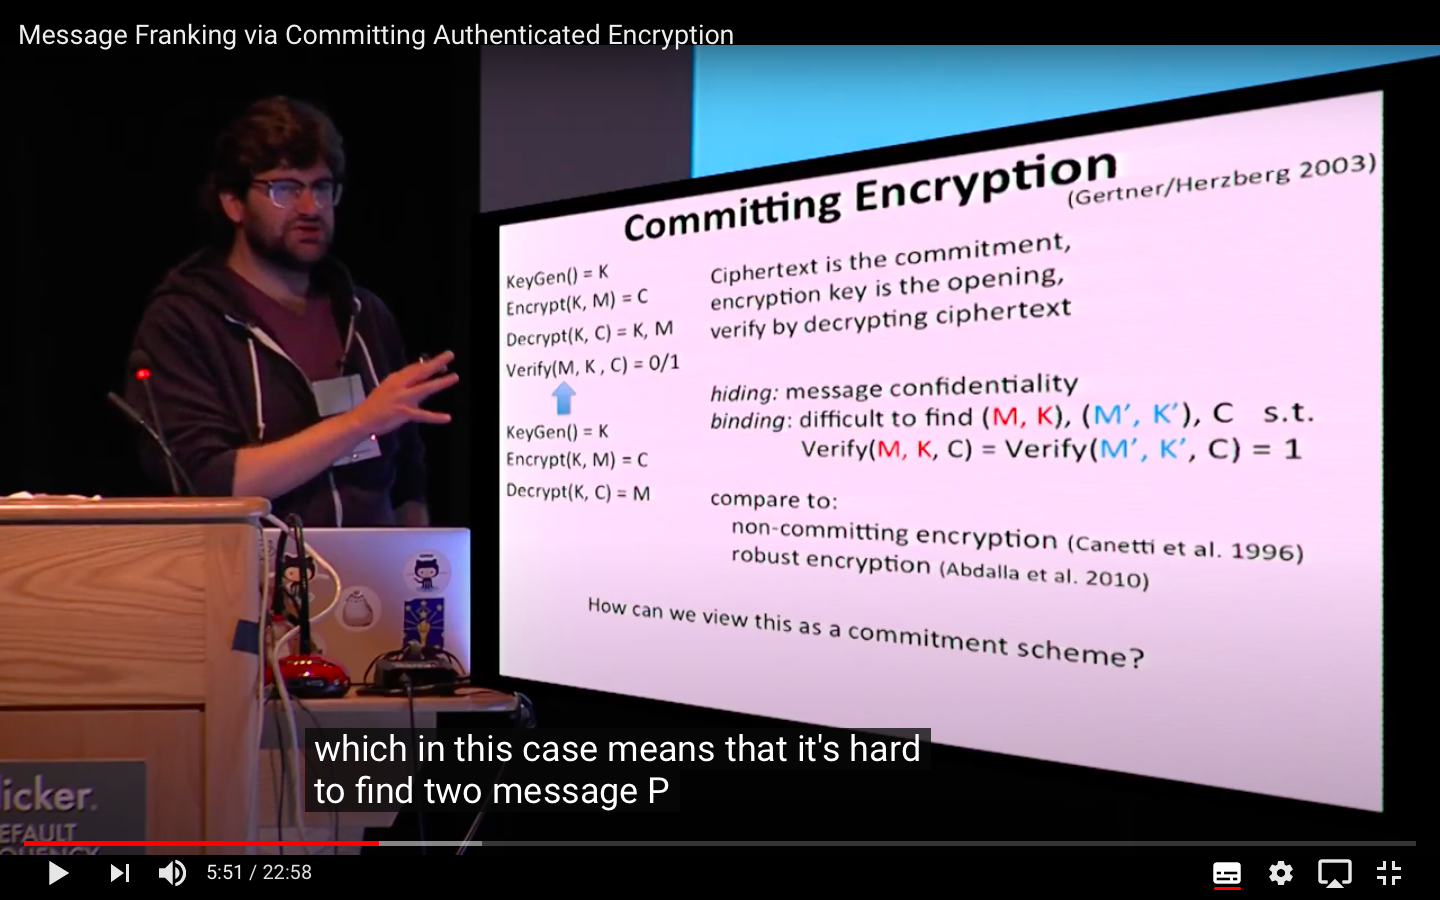 Message Franking via Committing Authenticated Encryption
Committing Encryption
(Gertner/Herzberg 2003)
KeyGen() = K
Encrypt(K, M) = C
Decrypt(K, C) = K, M
Verify(M, K , C) = 0/1
KeyGen() = K
Encrypt(K, M) = C
Decrypt(K, C) = M
Ciphertext is the commitment,
encryption key is the opening,
verify by decrypting ciphertext
hiding: message confidentiality
binding: difficult to find (M, K), (M′, K′), C s.t.
Verify(M, K, C) = Verify(M′, K′, C) = 1
compare to:
non-committing encryption (Canetti et al. 1996)
robust encryption (Abdalla et al. 2010)
How can we view this as a commitment scheme?
which in this case means that it's hard
to find two message P
licker.
EFAULT
QUENCY
5:51 / 22:58